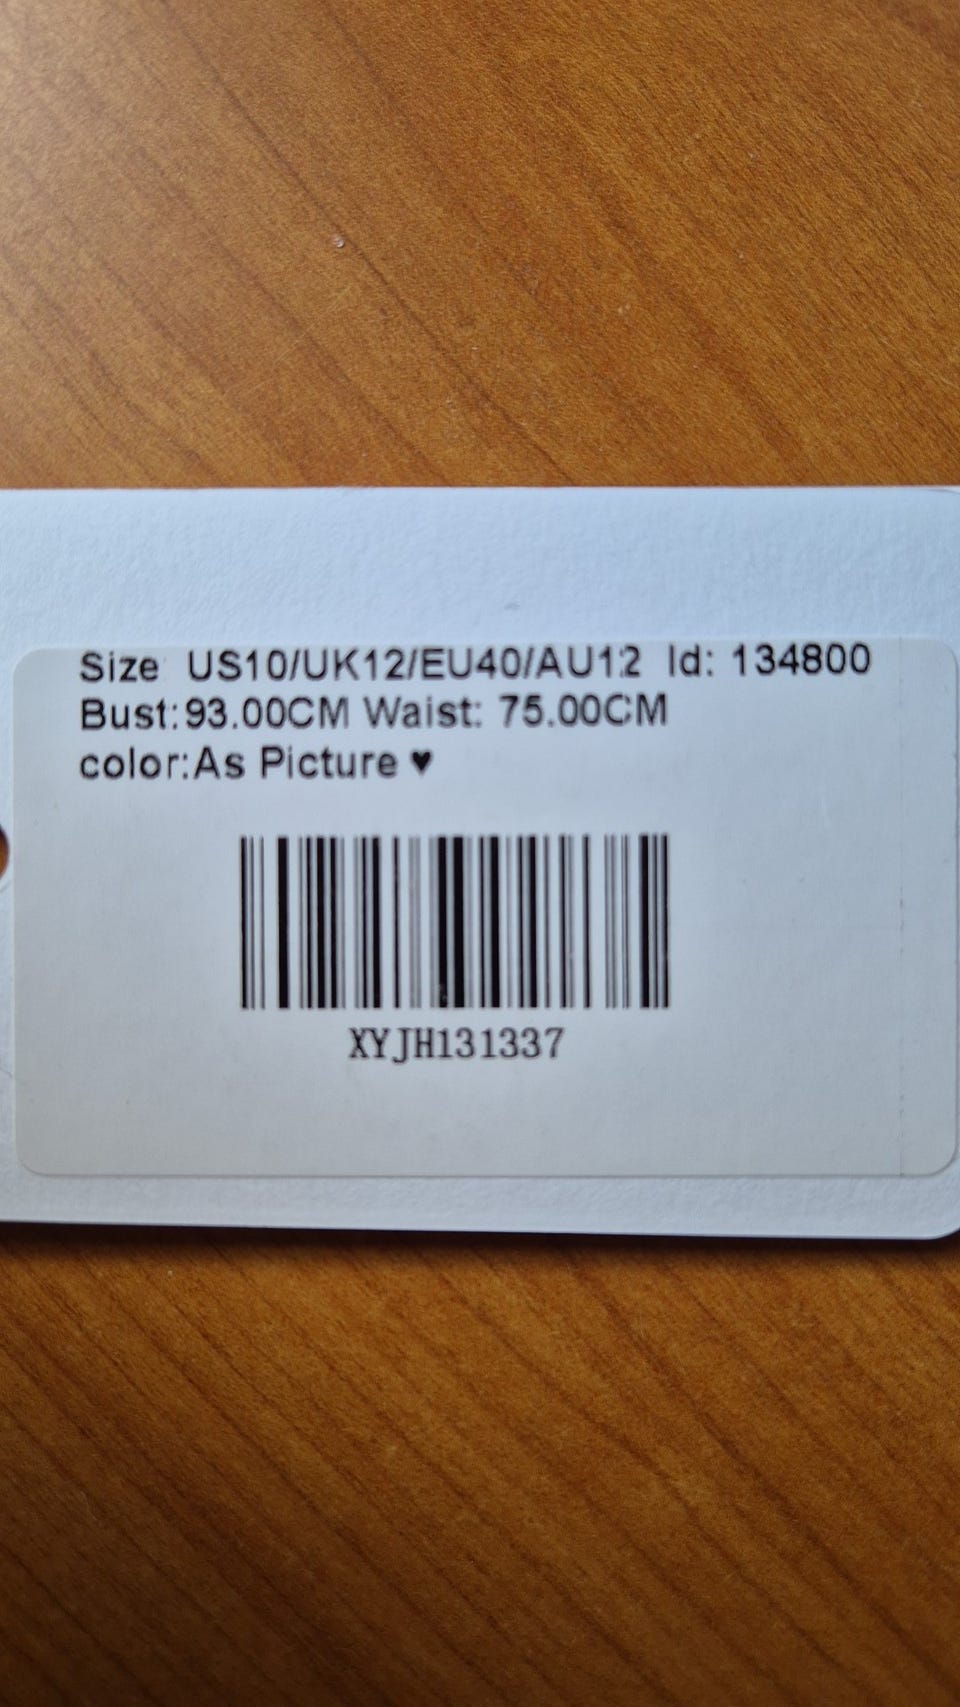 Size US10/UK12/EU40/AU12 Id: 134800
Bust:93.00CM Waist: 75.00CM
color:As Picture ♥
XYJH131337